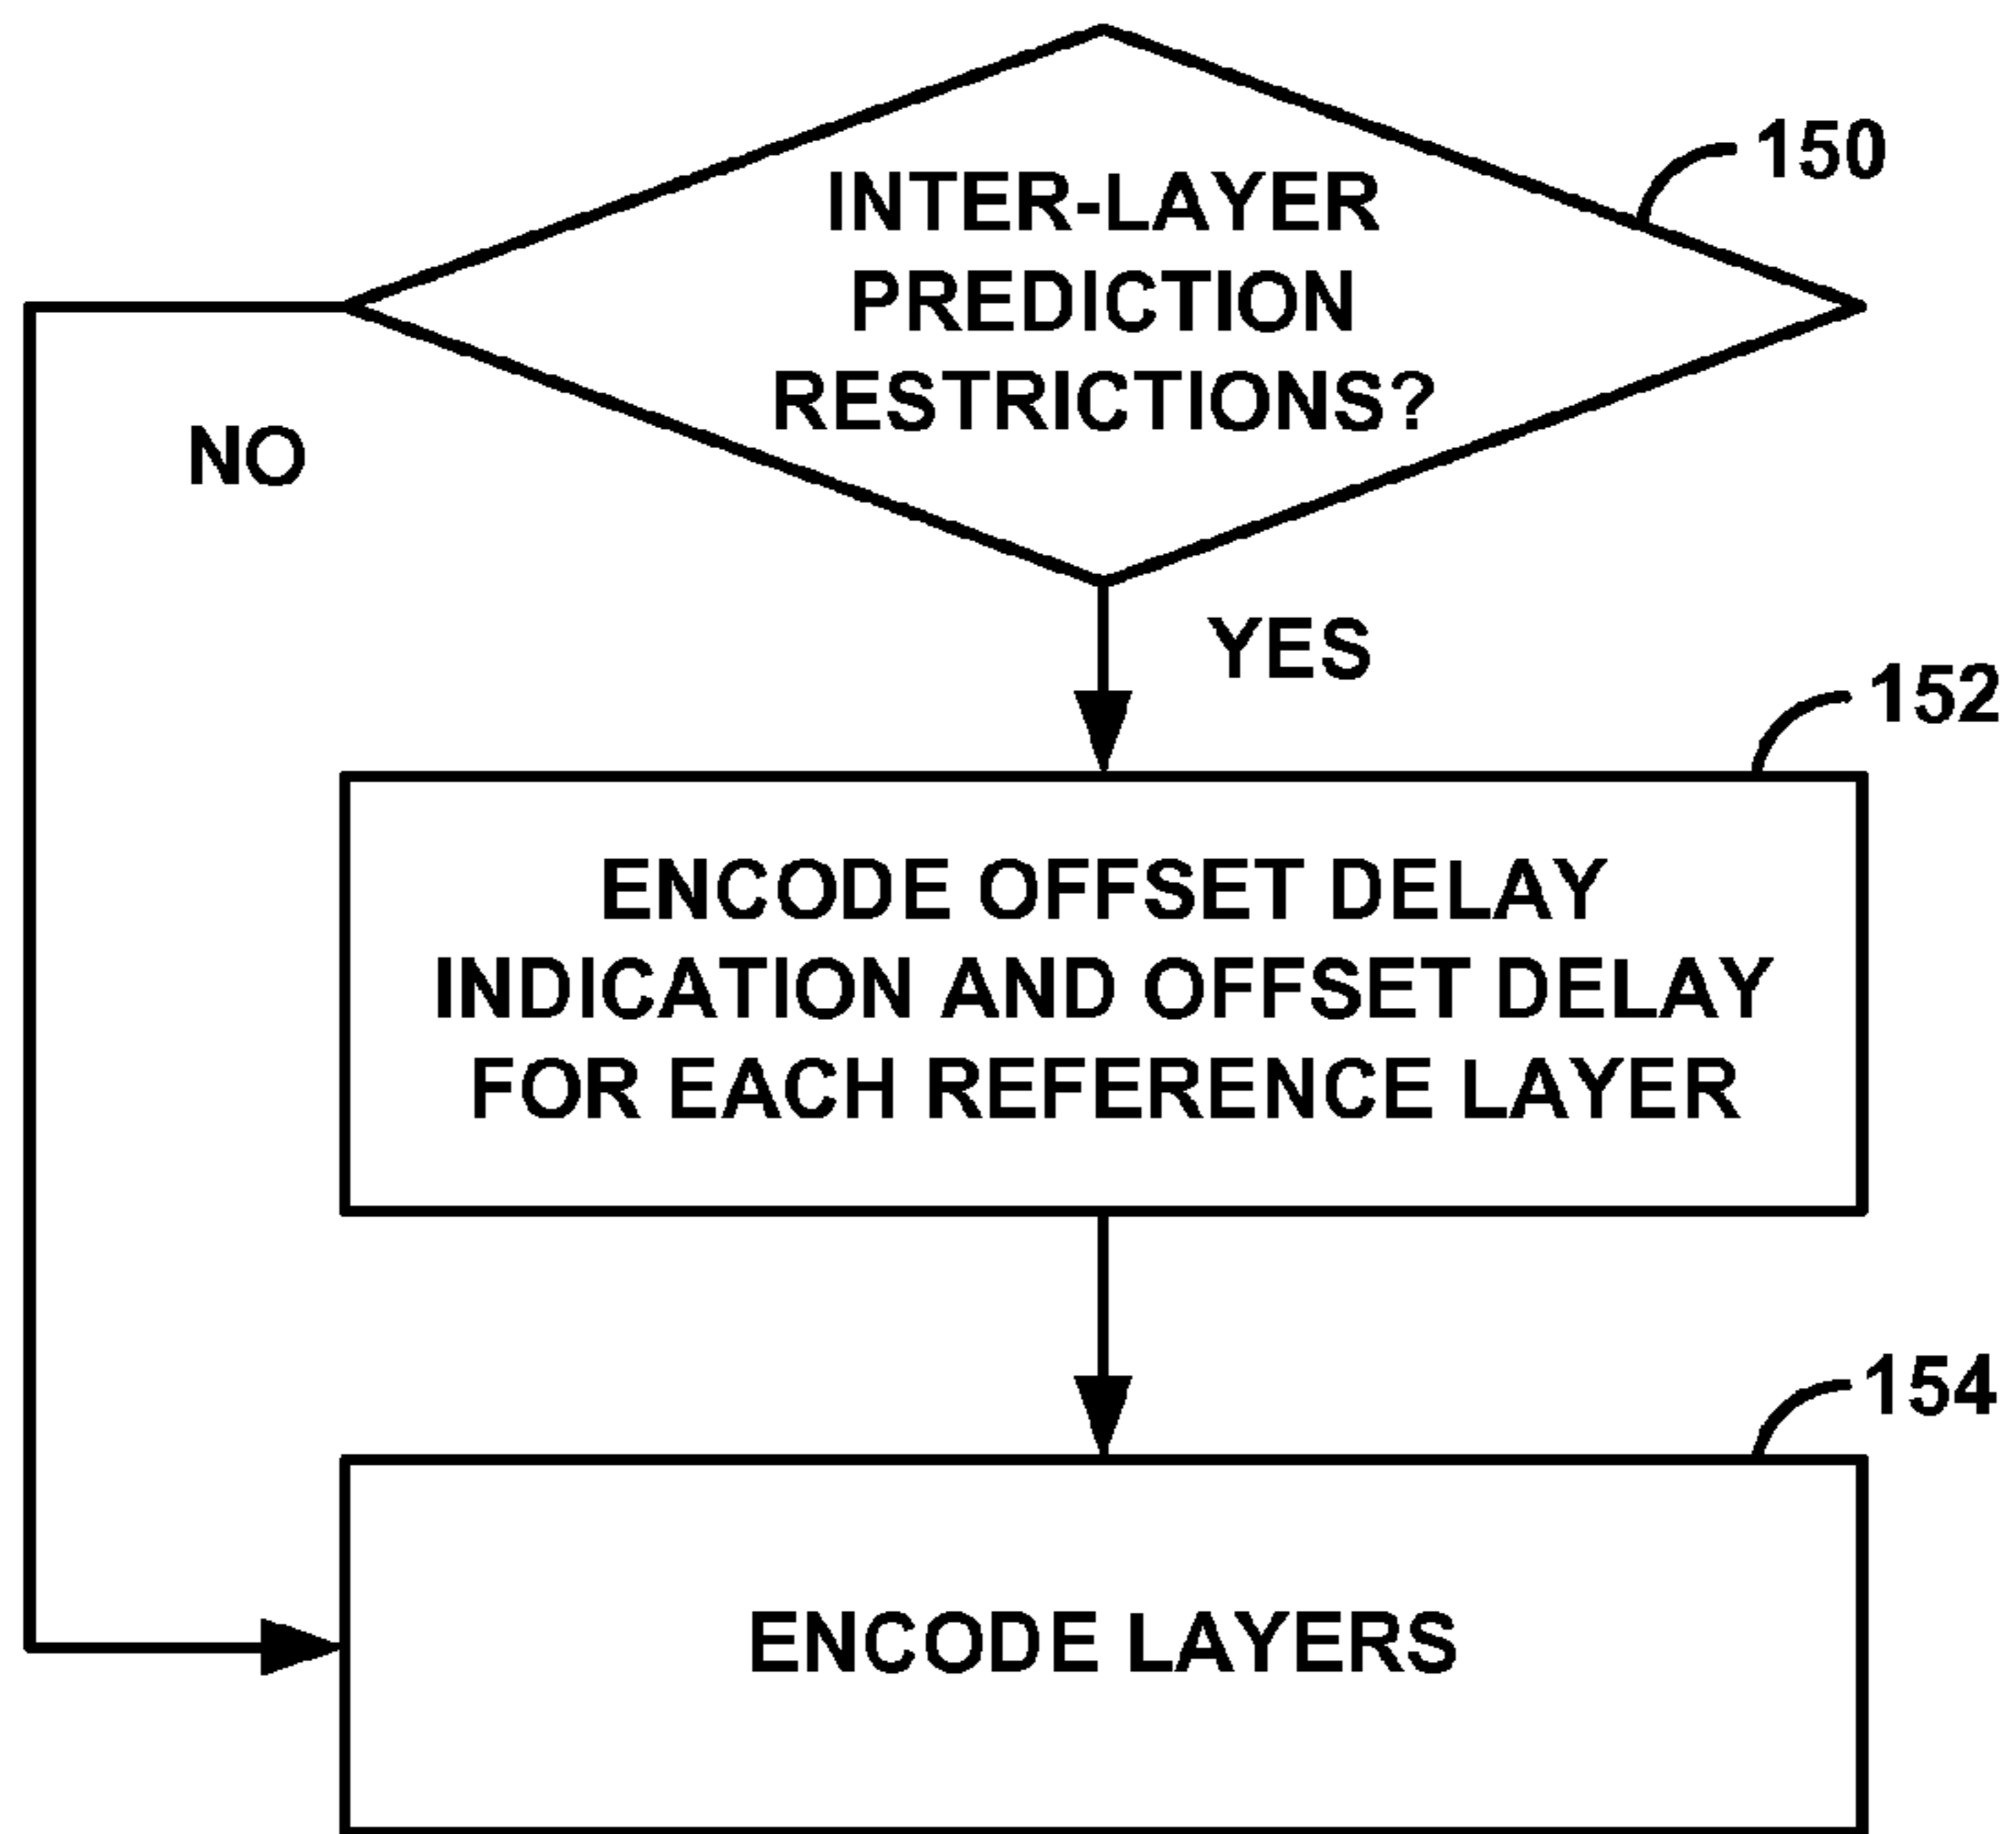 150
INTER-LAYER
PREDICTION
RESTRICTIONS?
NO
YES
152
ENCODE OFFSET DELAY
INDICATION AND OFFSET DELAY
FOR EACH REFERENCE LAYER
154
ENCODE LAYERS